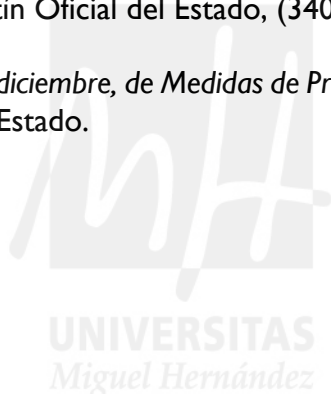 tín Oficial del Estado, (340
diciembre, de Medidas de Pr
Estado.
UNIVERSITAS
Miguel Hernández